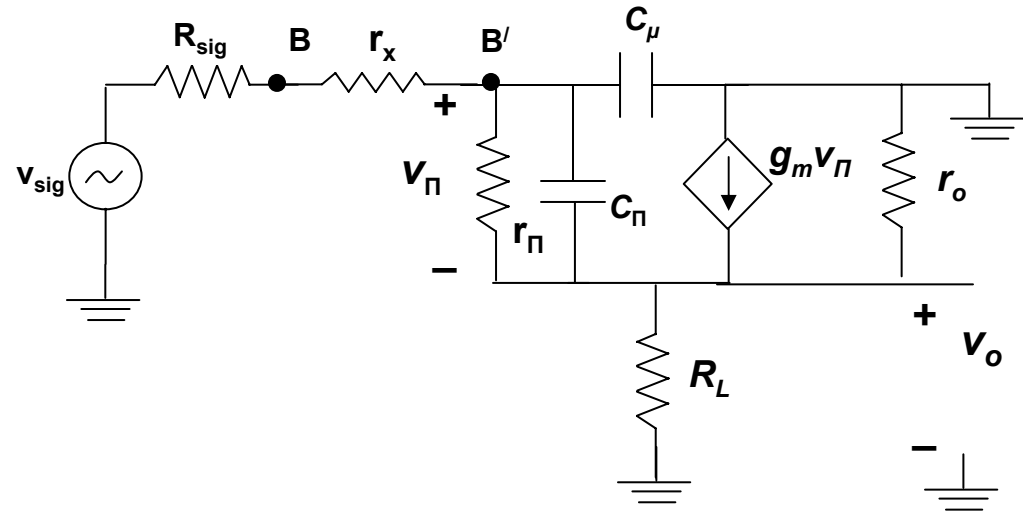 C_μ
R_sig B r_x B^/
+
v_sig v_Π g_m v_Π r_o
C_Π
r_Π
−
+
v_o
R_L
−